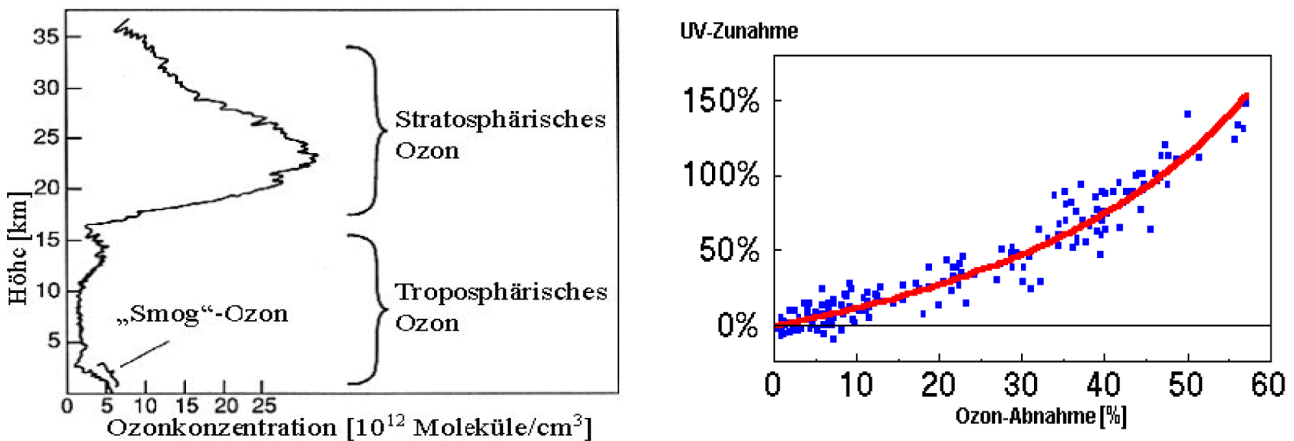 35
30
25
20
15
10
5
Höhe [km]
Stratosphärisches
Ozon
Troposphärisches
Ozon
„Smog“-Ozon
0 5 10 15 20 25
Ozonkonzentration [10¹² Moleküle/cm³]
UV-Zunahme
150%
100%
50%
0%
0 10 20 30 40 50 60
Ozon-Abnahme [%]